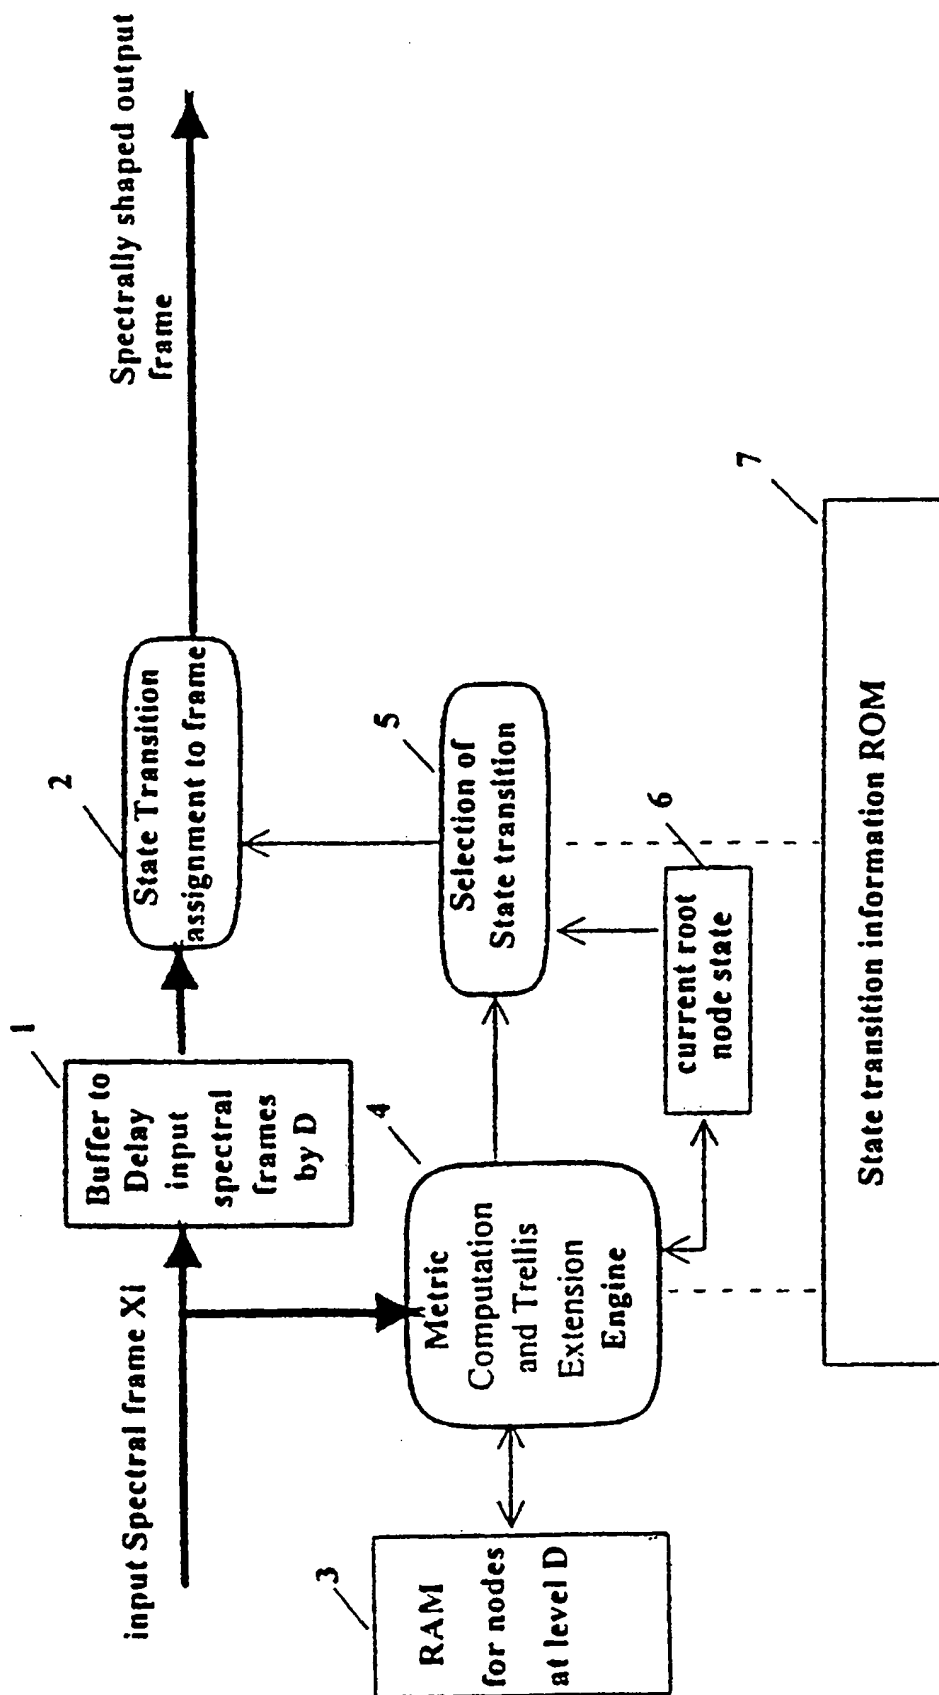 input Spectral frame Xi
1
Buffer to
Delay
input
spectral
frames
by D
2
State Transition
assignment to frame
Spectrally shaped output
frame
3
RAM
for nodes
at level D
4
Metric
Computation
and Trellis
Extension
Engine
5
Selection of
State transition
6
current root
node state
7
State transition information ROM